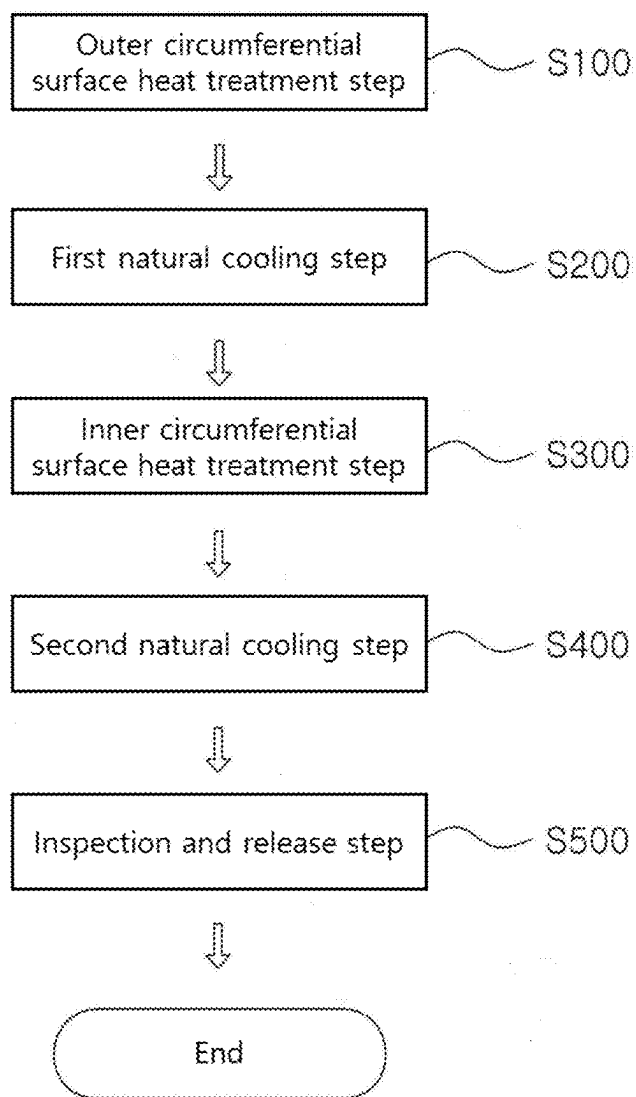 Outer circumferential
surface heat treatment step
S100
First natural cooling step
S200
Inner circumferential
surface heat treatment step
S300
Second natural cooling step
S400
Inspection and release step
S500
End